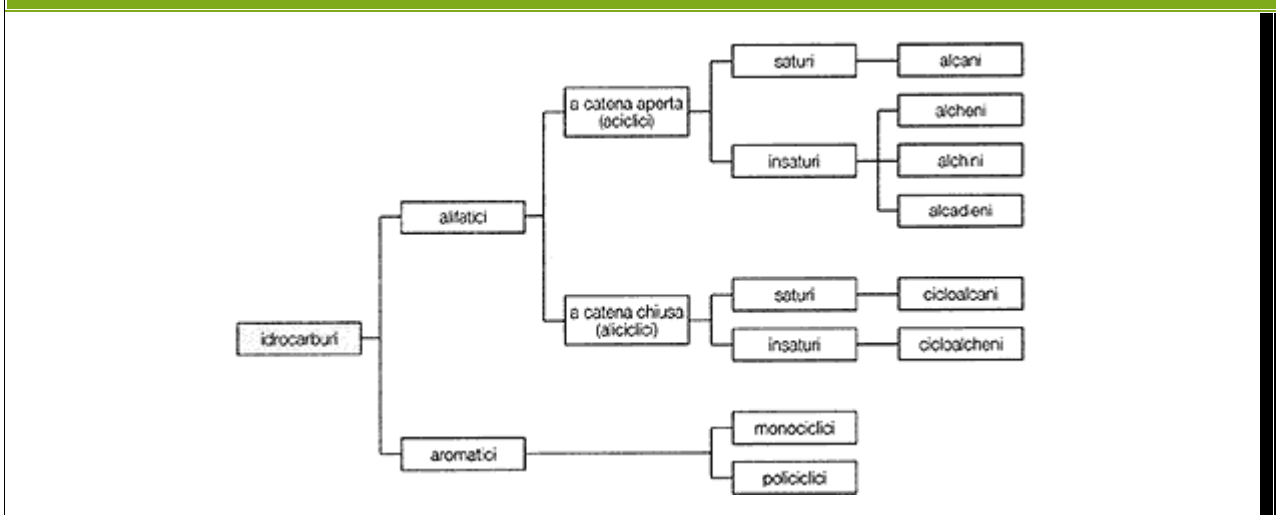 idrocarburi
alifatici
a catena aperta
(aciclici)
saturi
alcani
insaturi
alcheni
alchini
alcadieni
a catena chiusa
(aliciclici)
saturi
cicloalcani
insaturi
cicloalcheni
aromatici
monociclici
policiclici